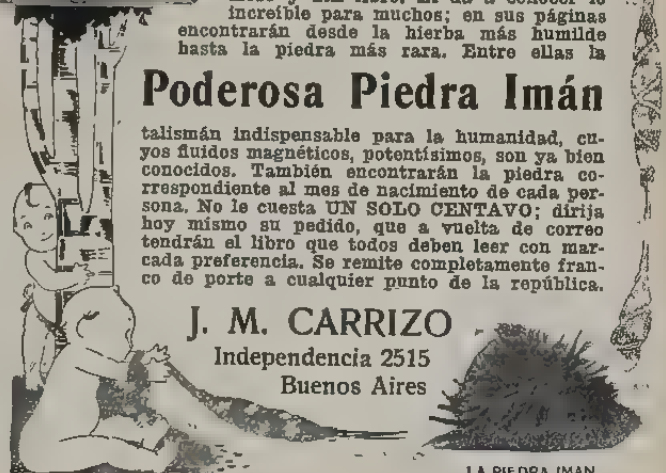 increíble para muchos; en sus páginas
encontrarán desde la hierba más humilde
hasta la piedra más rara. Entre ellas la
Poderosa Piedra Imán
talismán indispensable para la humanidad, cu-
yos fluidos magnéticos, potentísimos, son ya bien
conocidos. También encontrarán la piedra co-
rrespondiente al mes de nacimiento de cada per-
sona. No le cuesta UN SOLO CENTAVO; dirija
hoy mismo su pedido, que a vuelta de correo
tendrán el libro que todos deben leer con mar-
cada preferencia. Se remite completamente fran-
co de porte a cualquier punto de la república.
J. M. CARRIZO
Independencia 2515
Buenos Aires
LA PIEDRA IMAN